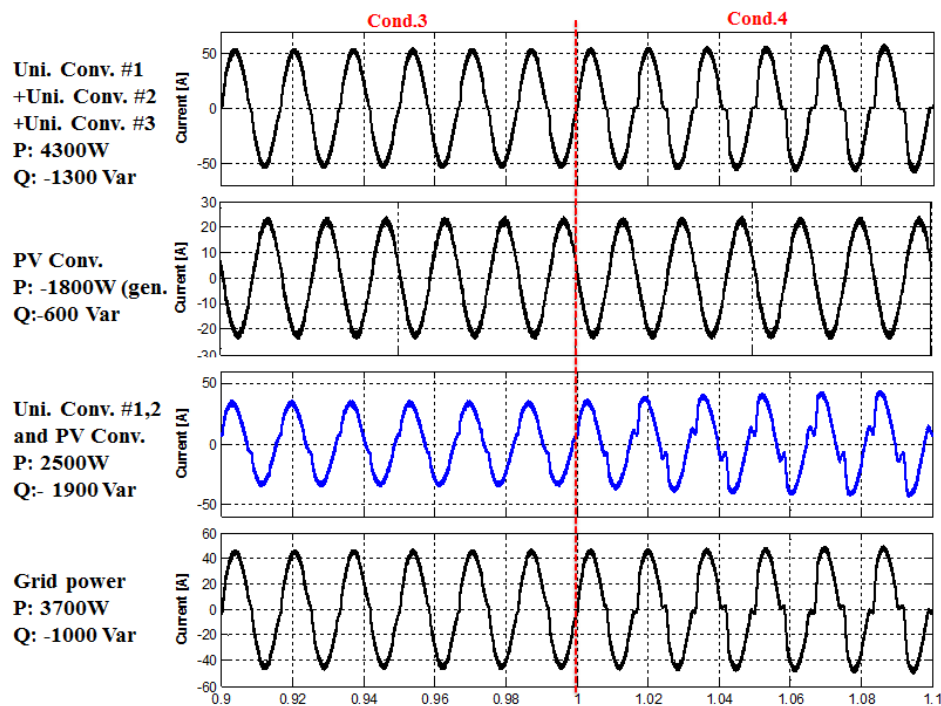 Cond.3
Cond.4
Uni. Conv. #1
+Uni. Conv. #2
+Uni. Conv. #3
P: 4300W
Q: -1300 Var
Current [A]
50
0
-50
PV Conv.
P: -1800W (gen.
Q:-600 Var
Current [A]
30
20
10
0
-10
-20
-30
Uni. Conv. #1,2
and PV Conv.
P: 2500W
Q:- 1900 Var
Current [A]
50
0
-50
Grid power
P: 3700W
Q: -1000 Var
Current [A]
60
40
20
0
-20
-40
-60
0.9 0.92 0.94 0.96 0.98 1 1.02 1.04 1.06 1.08 1.1